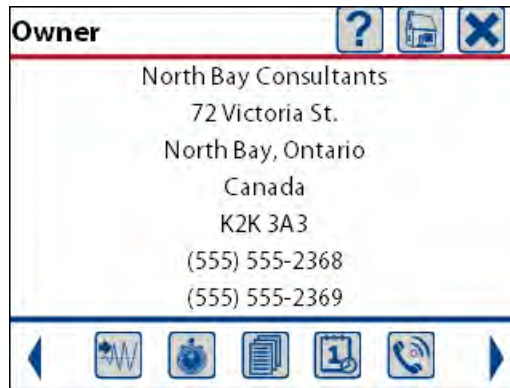 Owner
?
North Bay Consultants
72 Victoria St.
North Bay, Ontario
Canada
K2K 3A3
(555) 555-2368
(555) 555-2369
1